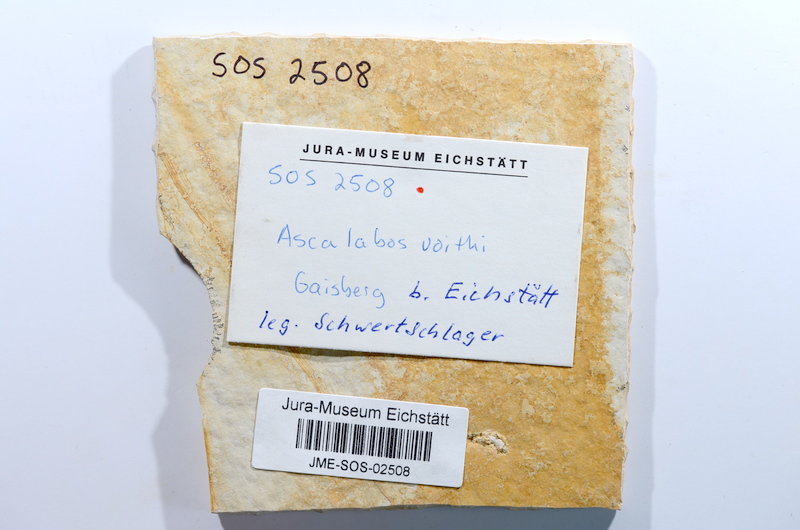 SOS 2508
JURA-MUSEUM EICHSTÄTT
SOS 2508
Ascalabos voithi
Gaisberg b. Eichstätt
leg. Schwertschlager
Jura-Museum Eichstätt
JME-SOS-02508